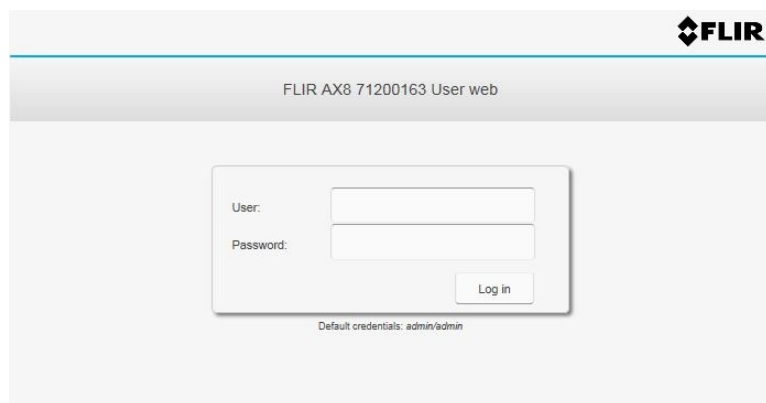 FLIR
FLIR AX8 71200163 User web
User:
Password:
Log in
Default credentials: admin/admin